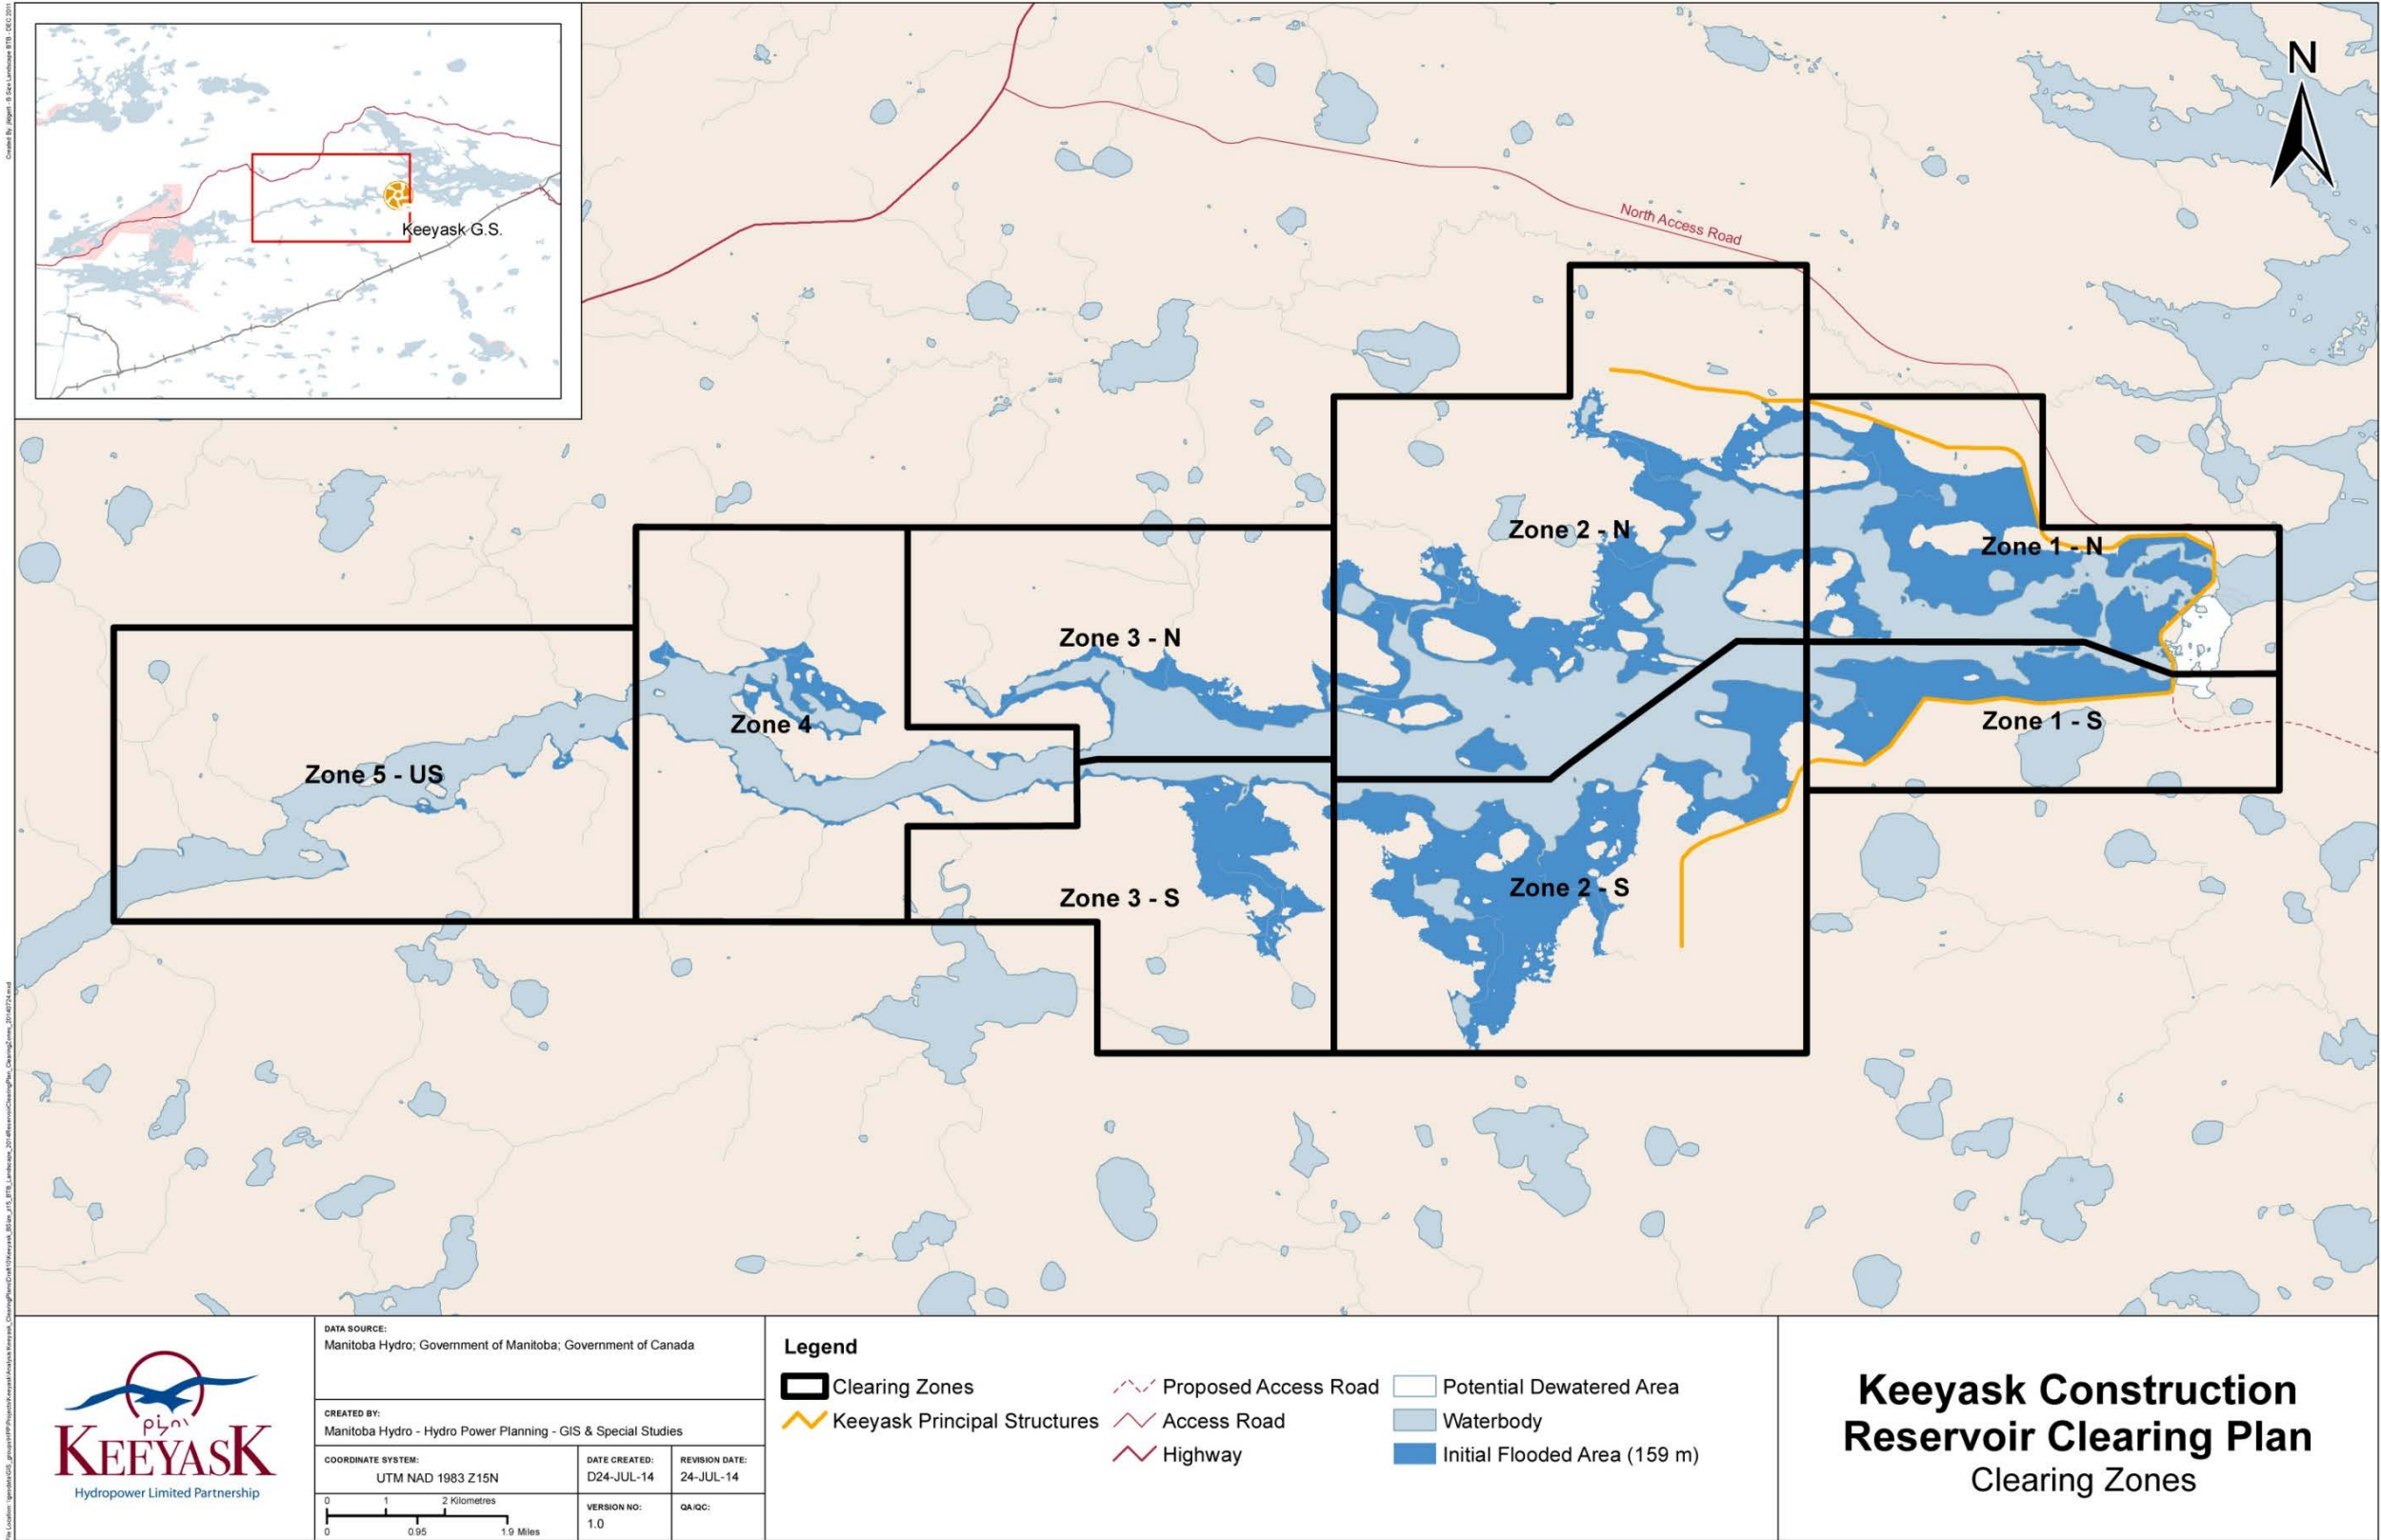 N
Keeyask G.S.
North Access Road
Zone 2 - N
Zone 1 - N
Zone 3 - N
Zone 4
Zone 1 - S
Zone 5 - US
Zone 2 - S
Zone 3 - S
KEEYASK
Hydropower Limited Partnership
DATA SOURCE:
Manitoba Hydro; Government of Manitoba; Government of Canada
CREATED BY:
Manitoba Hydro - Hydro Power Planning - GIS & Special Studies
COORDINATE SYSTEM:
UTM NAD 1983 Z15N
DATE CREATED:
D24-JUL-14
REVISION DATE:
24-JUL-14
0 1 2 Kilometres
0 0.95 1.9 Miles
VERSION NO:
1.0
QA/QC:
Legend
Clearing Zones
Keeyask Principal Structures
Proposed Access Road
Access Road
Highway
Potential Dewatered Area
Waterbody
Initial Flooded Area (159 m)
Keeyask Construction
Reservoir Clearing Plan
Clearing Zones